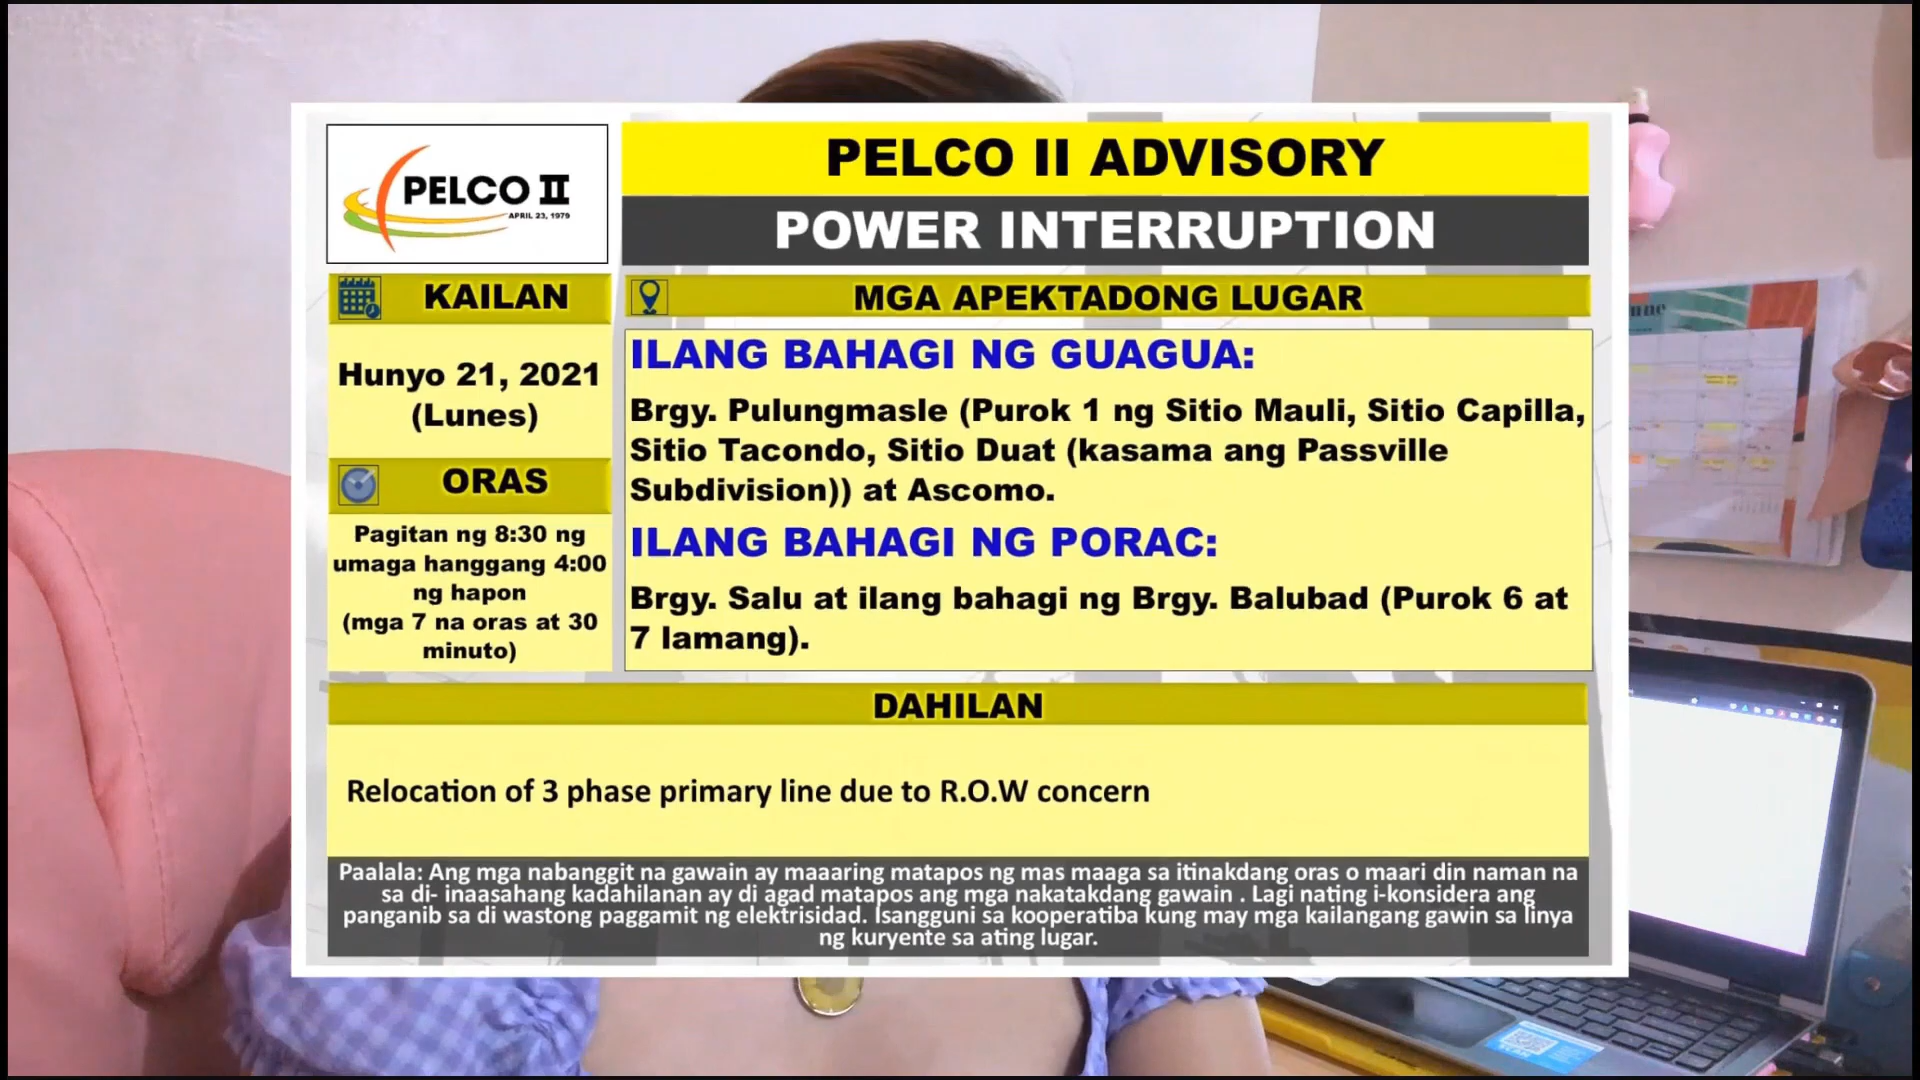 PELCO II
APRIL 23, 1979
PELCO II ADVISORY
POWER INTERRUPTION
KAILAN
Hunyo 21, 2021
(Lunes)
ORAS
Pagitan ng 8:30 ng
umaga hanggang 4:00
ng hapon
(mga 7 na oras at 30
minuto)
MGA APEKTADONG LUGAR
ILANG BAHAGI NG GUAGUA:
Brgy. Pulungmasle (Purok 1 ng Sitio Mauli, Sitio Capilla,
Sitio Tacondo, Sitio Duat (kasama ang Passville
Subdivision)) at Ascomo.
ILANG BAHAGI NG PORAC:
Brgy. Salu at ilang bahagi ng Brgy. Balubad (Purok 6 at
7 lamang).
DAHILAN
Relocation of 3 phase primary line due to R.O.W concern
Paalala: Ang mga nabanggit na gawain ay maaaring matapos ng mas maaga sa itinakdang oras o maari din naman na
sa di- inaasahang kadahilanan ay di agad matapos ang mga nakatakdang gawain . Lagi nating i-konsidera ang
panganib sa di wastong paggamit ng elektrisidad. Isangguni sa kooperatiba kung may mga kailangang gawin sa linya
ng kuryente sa ating lugar.